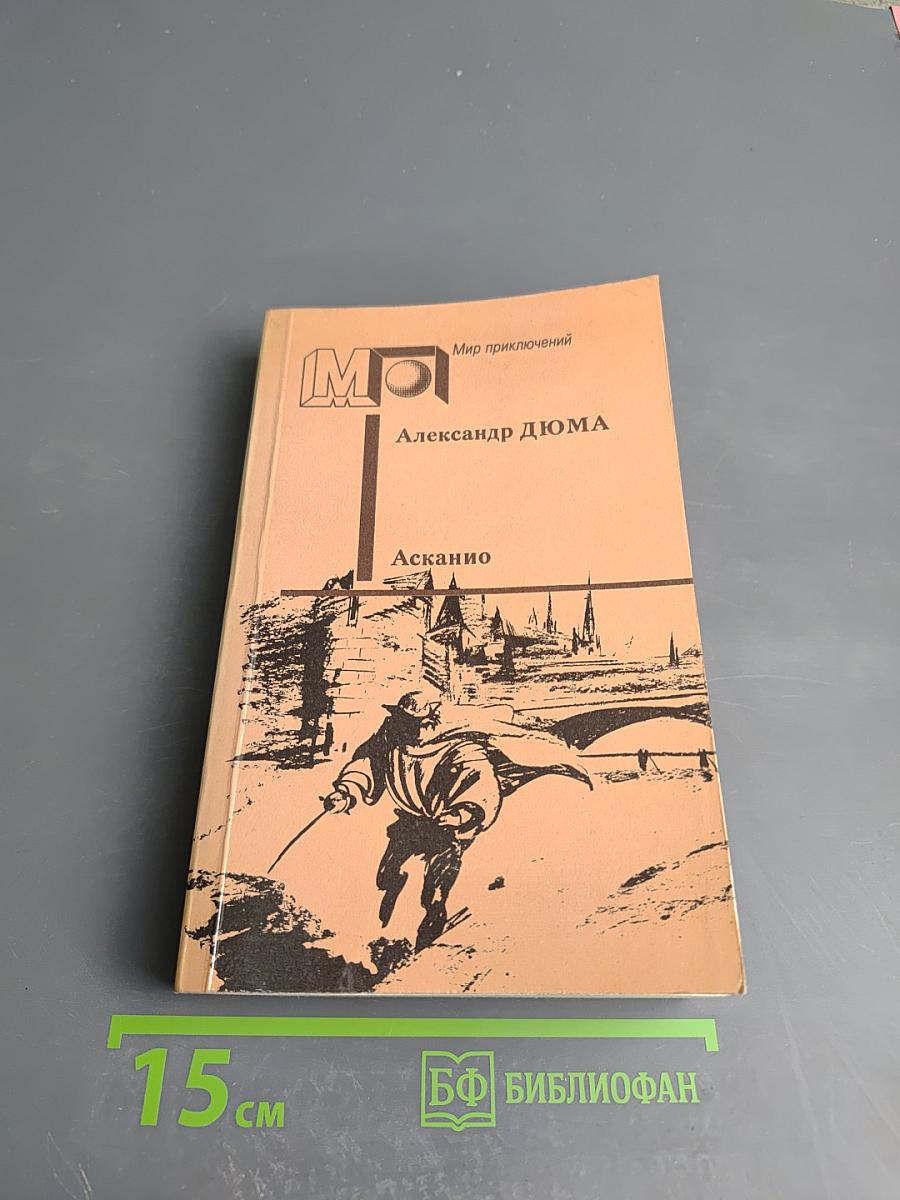 МП
Мир приключений
Александр ДЮМА
Асканио
15 см
БФ БИБЛИОФАН